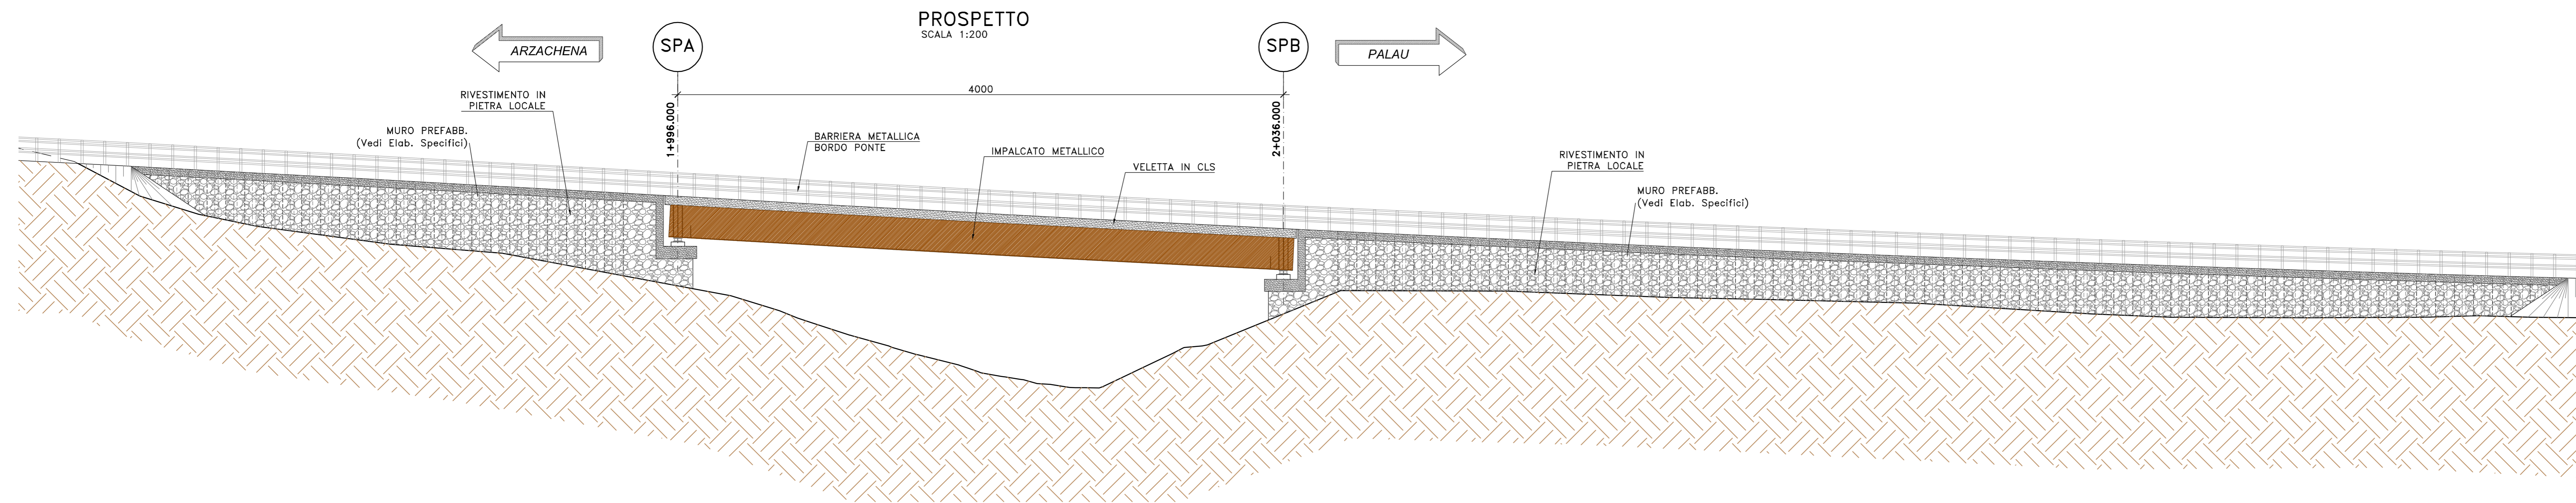 PROSPETTO
SCALA 1:200
ARZACHENA
SPA
SPB
PALAU
4000
1+996.000
2+036.000
RIVESTIMENTO IN
PIETRA LOCALE
MURO PREFABB.
(Vedi Elab. Specifici)
BARRIERA METALLICA
BORDO PONTE
IMPALCATO METALLICO
VELETTA IN CLS
RIVESTIMENTO IN
PIETRA LOCALE
MURO PREFABB.
(Vedi Elab. Specifici)